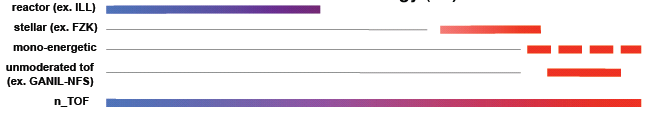 reactor (ex. ILL)
stellar (ex. FZK)
mono-energetic
unmoderated tof
(ex. GANIL-NFS)
n_TOF